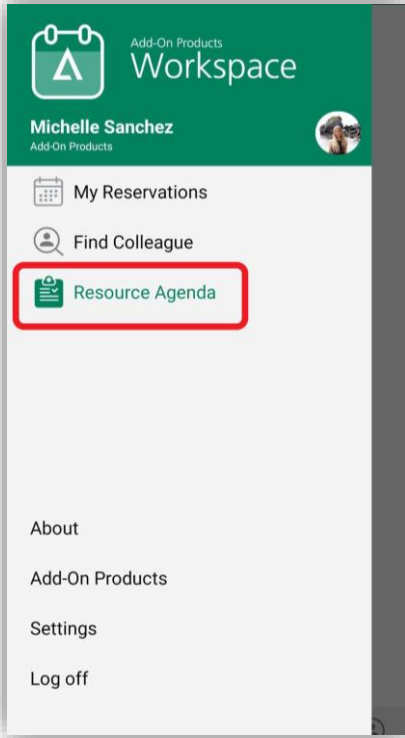 Add-On Products
Workspace
Michelle Sanchez
Add-On Products
My Reservations
Find Colleague
Resource Agenda
About
Add-On Products
Settings
Log off